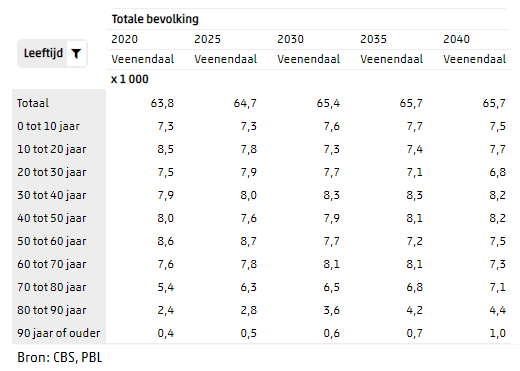 Totale bevolking
2020 2025 2030 2035 2040
Leeftijd
Veenendaal Veenendaal Veenendaal Veenendaal Veenendaal
x 1 000
Totaal 63,8 64,7 65,4 65,7 65,7
0 tot 10 jaar 7,3 7,3 7,6 7,7 7,5
10 tot 20 jaar 8,5 7,8 7,3 7,4 7,7
20 tot 30 jaar 7,5 7,9 7,7 7,1 6,8
30 tot 40 jaar 7,9 8,0 8,3 8,3 8,2
40 tot 50 jaar 8,0 7,6 7,9 8,1 8,2
50 tot 60 jaar 8,6 8,7 7,7 7,2 7,5
60 tot 70 jaar 7,6 7,8 8,1 8,1 7,3
70 tot 80 jaar 5,4 6,3 6,5 6,8 7,1
80 tot 90 jaar 2,4 2,8 3,6 4,2 4,4
90 jaar of ouder 0,4 0,5 0,6 0,7 1,0
Bron: CBS, PBL